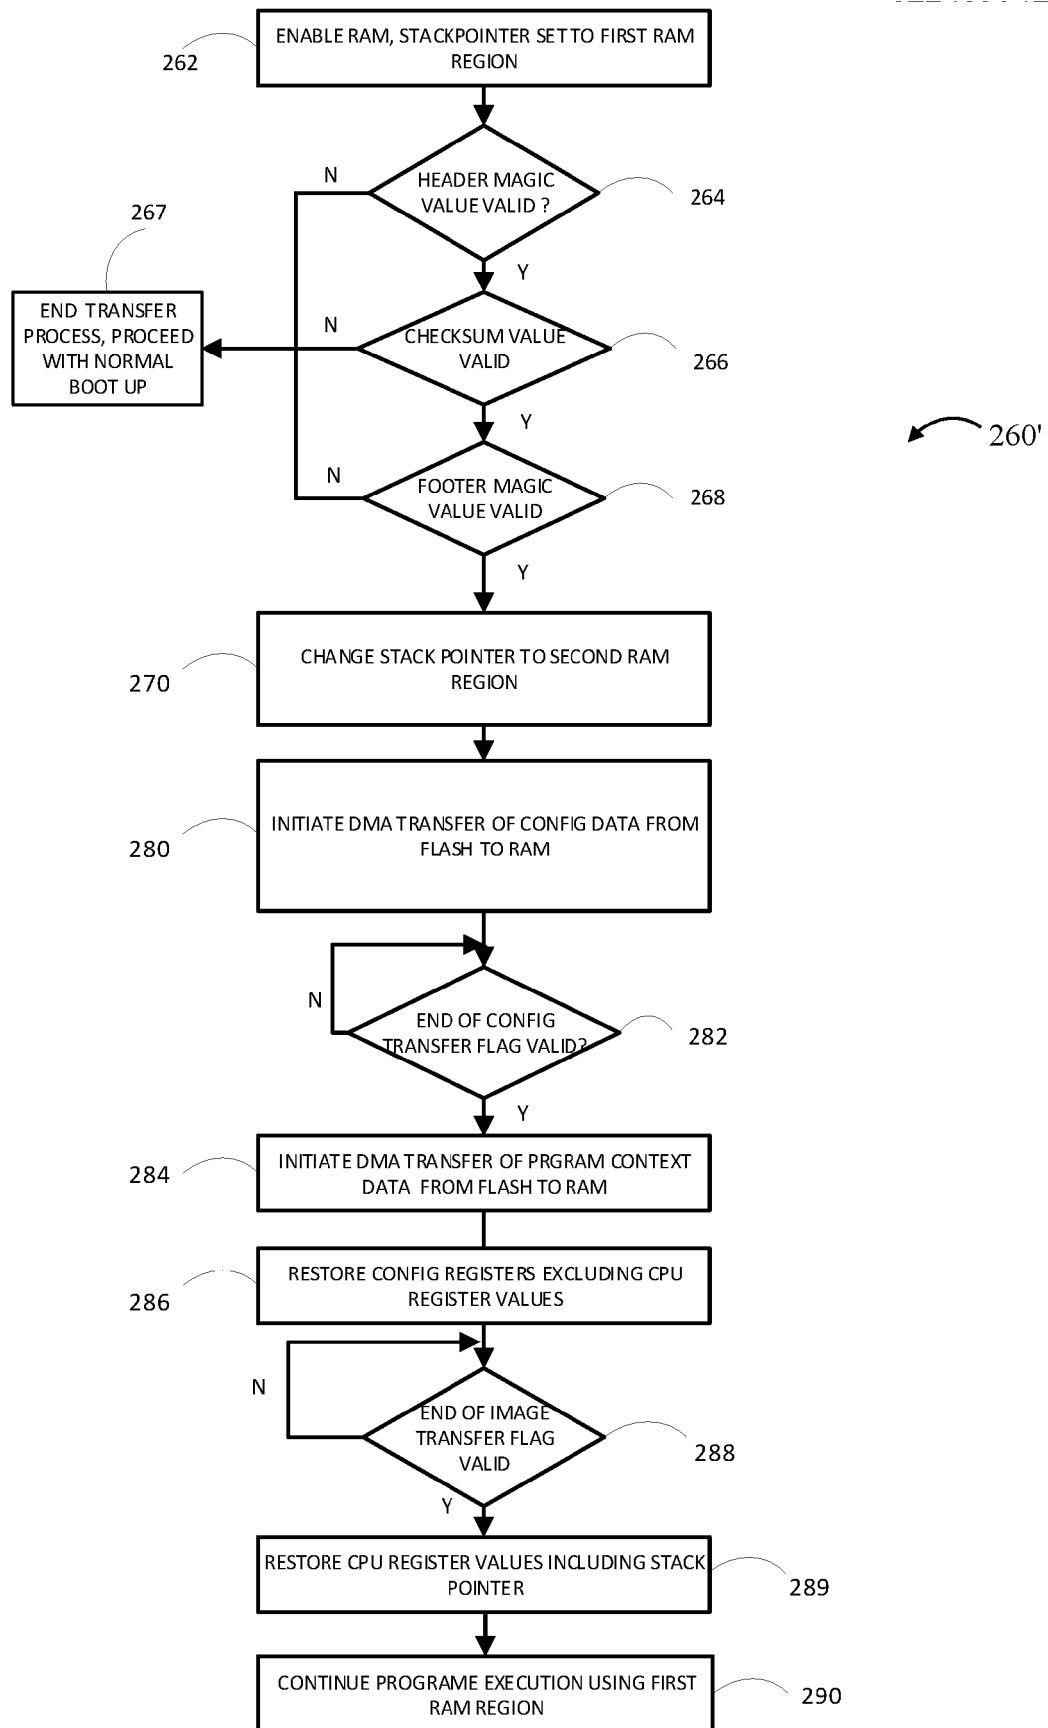 ENABLE RAM, STACKPOINTER SET TO FIRST RAM
REGION
262
N
HEADER MAGIC
VALUE VALID ?
264
267
Y
END TRANSFER
PROCESS, PROCEED
WITH NORMAL
BOOT UP
N
CHECKSUM VALUE
VALID
266
Y
260'
N
FOOTER MAGIC
VALUE VALID
268
Y
CHANGE STACK POINTER TO SECOND RAM
REGION
270
INITIATE DMA TRANSFER OF CONFIG DATA FROM
FLASH TO RAM
280
N
END OF CONFIG
TRANSFER FLAG VALID?
282
Y
INITIATE DMA TRANSFER OF PRGRAM CONTEXT
DATA FROM FLASH TO RAM
284
RESTORE CONFIG REGISTERS EXCLUDING CPU
REGISTER VALUES
286
N
END OF IMAGE
TRANSFER FLAG
VALID
288
Y
RESTORE CPU REGISTER VALUES INCLUDING STACK
POINTER
289
CONTINUE PROGRAME EXECUTION USING FIRST
RAM REGION
290